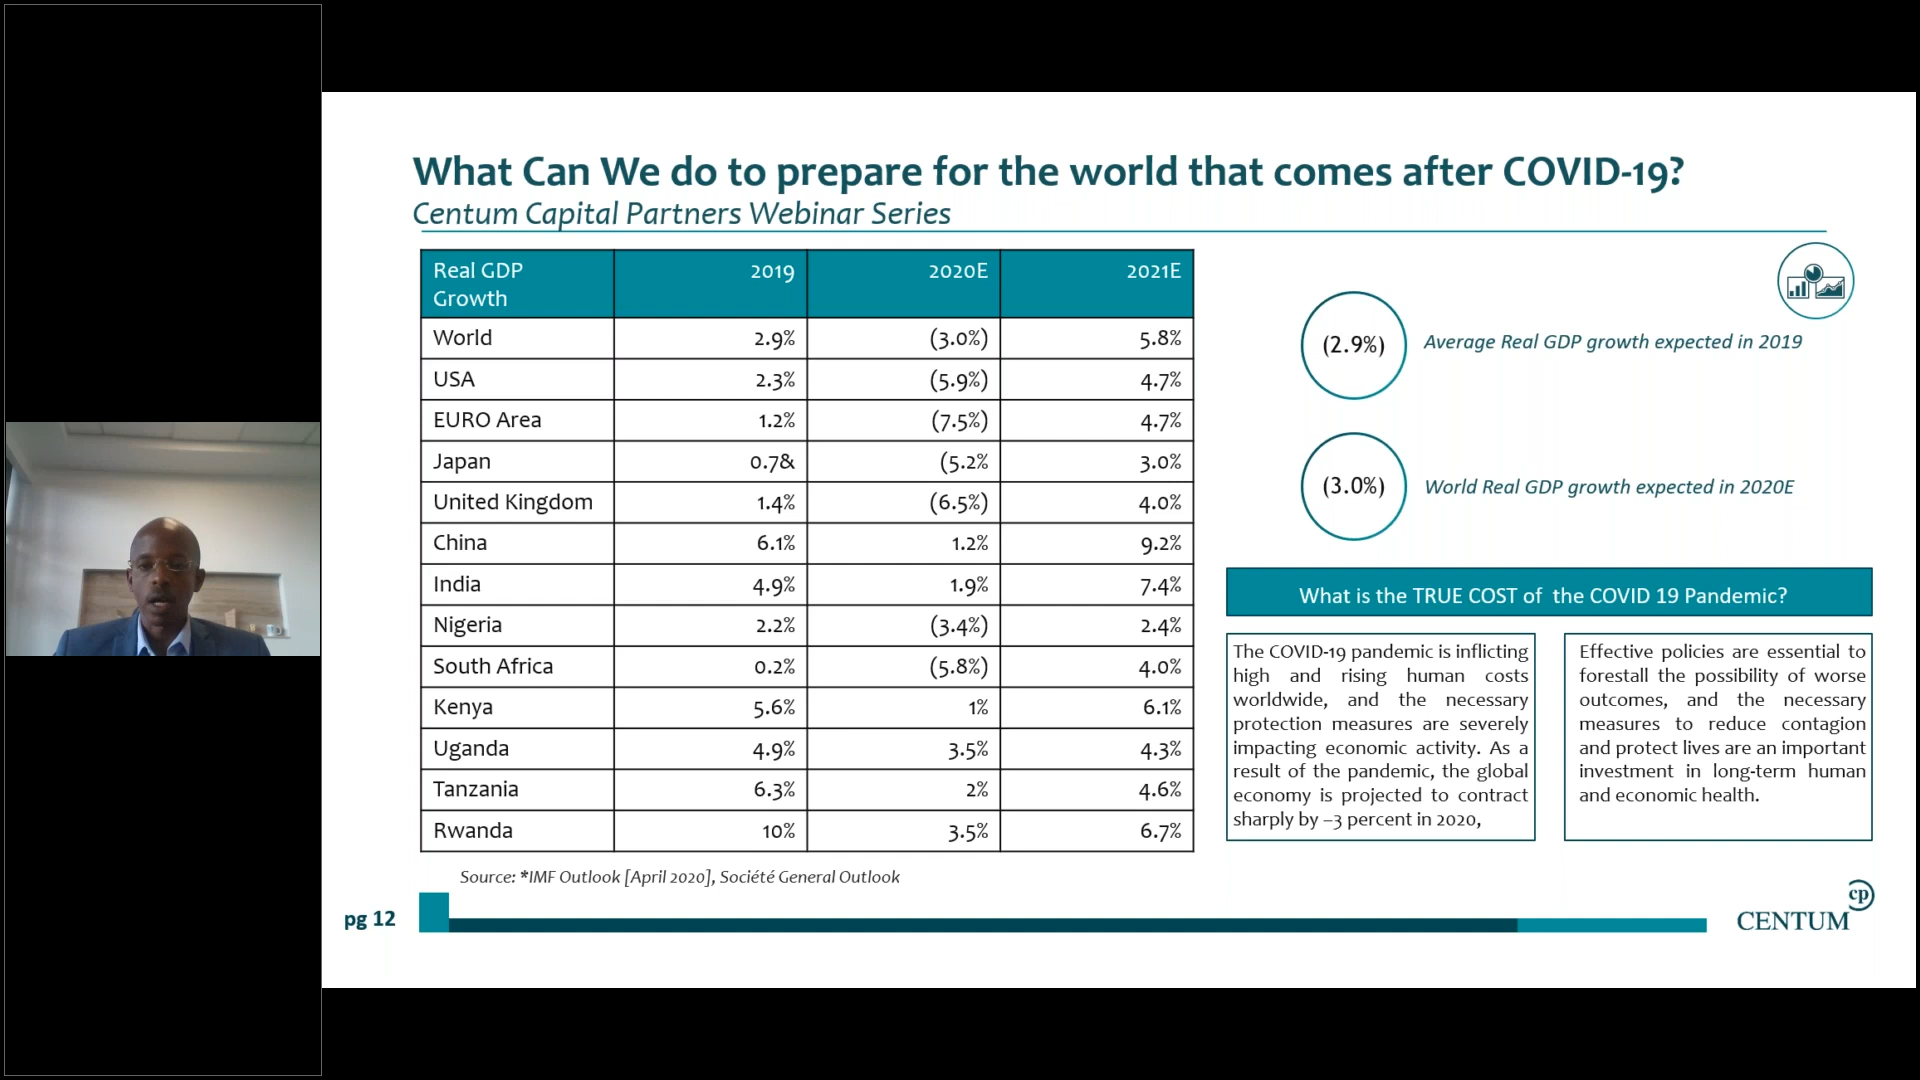 What Can We do to prepare for the world that comes after COVID-19?
Centum Capital Partners Webinar Series
Real GDP Growth 2019 2020E 2021E
World 2.9% (3.0%) 5.8%
USA 2.3% (5.9%) 4.7%
EURO Area 1.2% (7.5%) 4.7%
Japan 0.7& (5.2% 3.0%
United Kingdom 1.4% (6.5%) 4.0%
China 6.1% 1.2% 9.2%
India 4.9% 1.9% 7.4%
Nigeria 2.2% (3.4%) 2.4%
South Africa 0.2% (5.8%) 4.0%
Kenya 5.6% 1% 6.1%
Uganda 4.9% 3.5% 4.3%
Tanzania 6.3% 2% 4.6%
Rwanda 10% 3.5% 6.7%
Source: *IMF Outlook [April 2020], Société General Outlook
(2.9%) Average Real GDP growth expected in 2019
(3.0%) World Real GDP growth expected in 2020E
What is the TRUE COST of the COVID 19 Pandemic?
The COVID-19 pandemic is inflicting
high and rising human costs
worldwide, and the necessary
protection measures are severely
impacting economic activity. As a
result of the pandemic, the global
economy is projected to contract
sharply by –3 percent in 2020,
Effective policies are essential to
forestall the possibility of worse
outcomes, and the necessary
measures to reduce contagion
and protect lives are an important
investment in long-term human
and economic health.
pg 12
cp
CENTUM